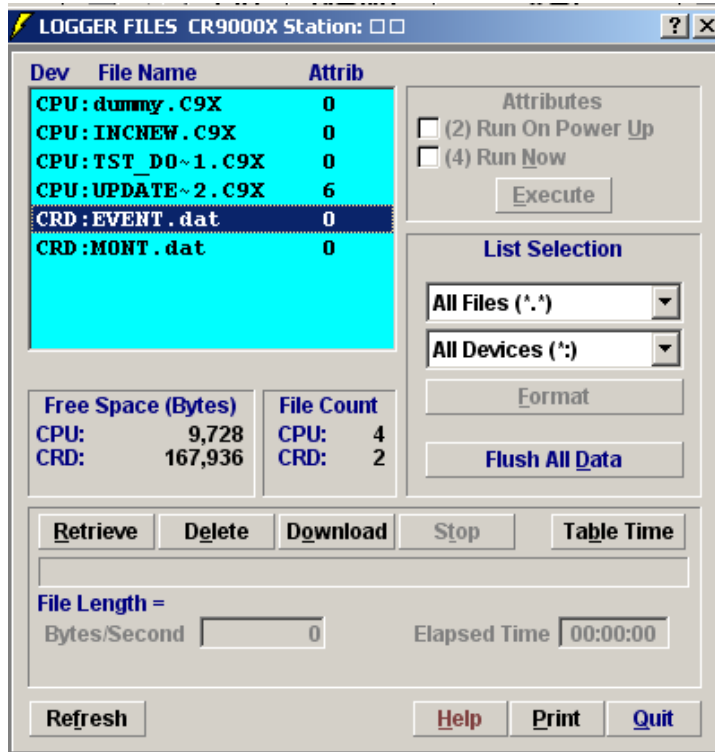 LOGGER FILES CR9000X Station: □ □
Dev File Name Attrib
CPU:dummy.C9X 0
CPU:INCNEW.C9X 0
CPU:TST_DO~1.C9X 0
CPU:UPDATE~2.C9X 6
CRD:EVENT.dat 0
CRD:MONT.dat 0
Attributes
(2) Run On Power Up
(4) Run Now
Execute
List Selection
All Files (*.*)
All Devices (*:)
Format
Flush All Data
Free Space (Bytes)
CPU: 9,728
CRD: 167,936
File Count
CPU: 4
CRD: 2
Retrieve Delete Download Stop Table Time
File Length =
Bytes/Second 0 Elapsed Time 00:00:00
Refresh Help Print Quit